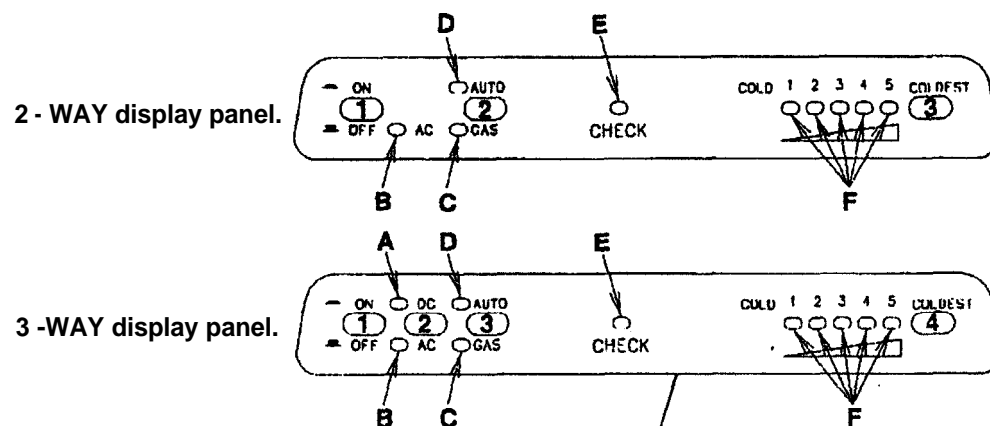 D E
ON AUTO COLD 1 2 3 4 5 COLDEST
2 - WAY display panel. 1 2 3
OFF AC GAS CHECK
B C F
A D E
ON DC AUTO COLD 1 2 3 4 5 COLDEST
3 -WAY display panel. 1 2 3 4
OFF AC GAS CHECK
B C F